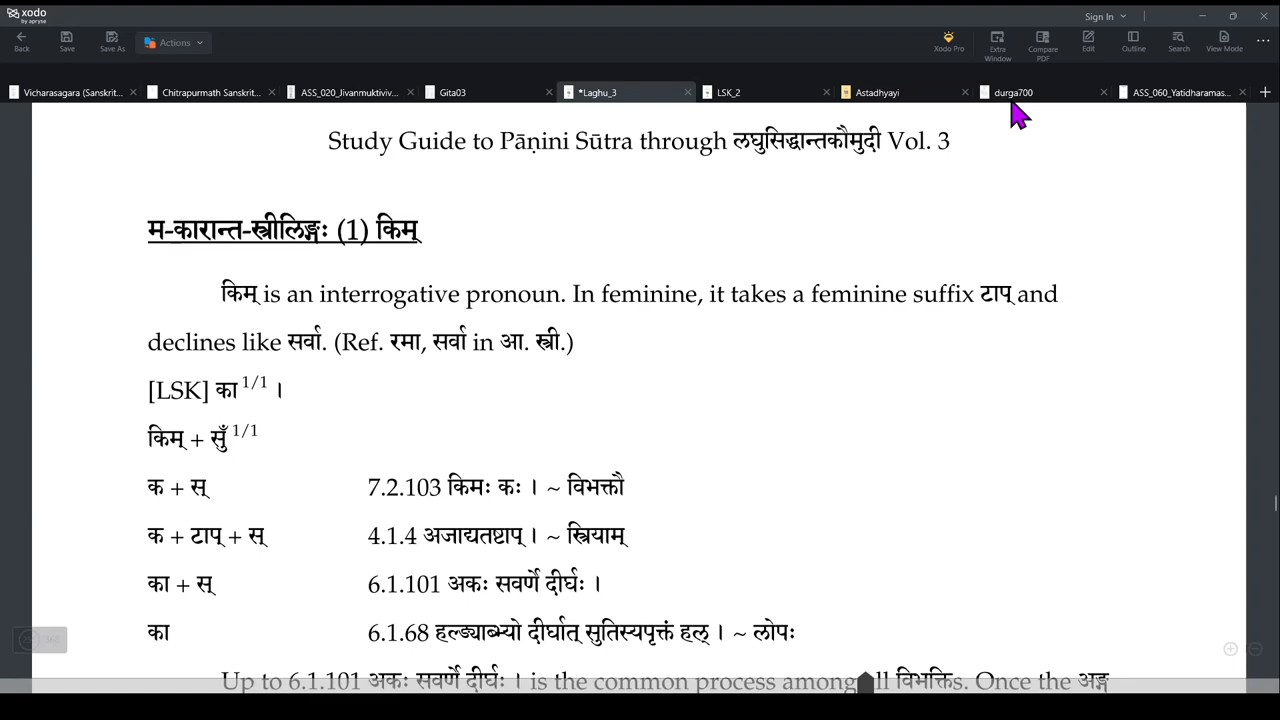 xodo
by apryse
Sign In
Back
Save
Save As
Actions
Xodo Pro
Extra Window
Compare PDF
Edit
Outline
Search
View Mode
Vicharasagara (Sanskrit...
Chitrapurmath Sanskrit...
ASS_020_Jivanmuktiviv...
Gita03
*Laghu_3
LSK_2
Astadhyayi
durga700
ASS_060_Yatidharamas...
Study Guide to Pāṇini Sūtra through लघुसिद्धान्तकौमुदी Vol. 3
म-कारान्त-स्त्रीलिङ्गः (1) किम्
किम् is an interrogative pronoun. In feminine, it takes a feminine suffix टाप् and
declines like सर्वा. (Ref. रमा, सर्वा in आ. स्त्री.)
[LSK] का 1/1 ।
किम् + सुँ 1/1
क + स् 7.2.103 किमः कः । ~ विभक्तौ
क + टाप् + स् 4.1.4 अजाद्यतष्टाप् । ~ स्त्रियाम्
का + स् 6.1.101 अकः सवर्णे दीर्घः ।
का 6.1.68 हल्ङ्याब्भ्यो दीर्घात् सुतिस्यपृक्तं हल् । ~ लोपः
Up to 6.1.101 अकः सवर्णे दीर्घः । is the common process among all विभक्तिs. Once the अङ्ग